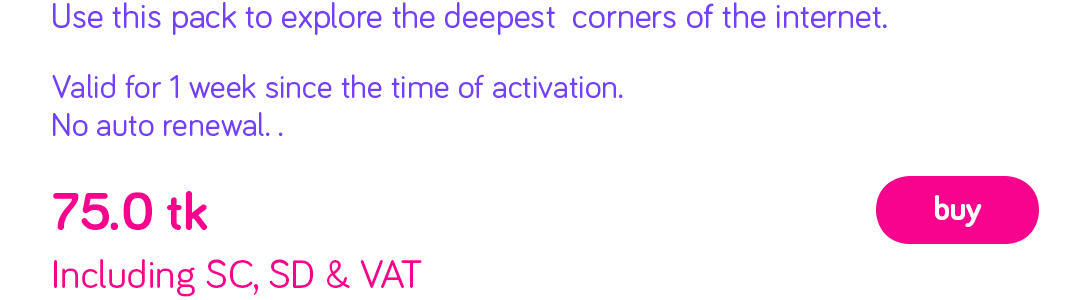 Use this pack to explore the deepest  corners of the internet.
Valid for 1 week since the time of activation.
No auto renewal. .
75.0 tk
buy
Including SC, SD & VAT